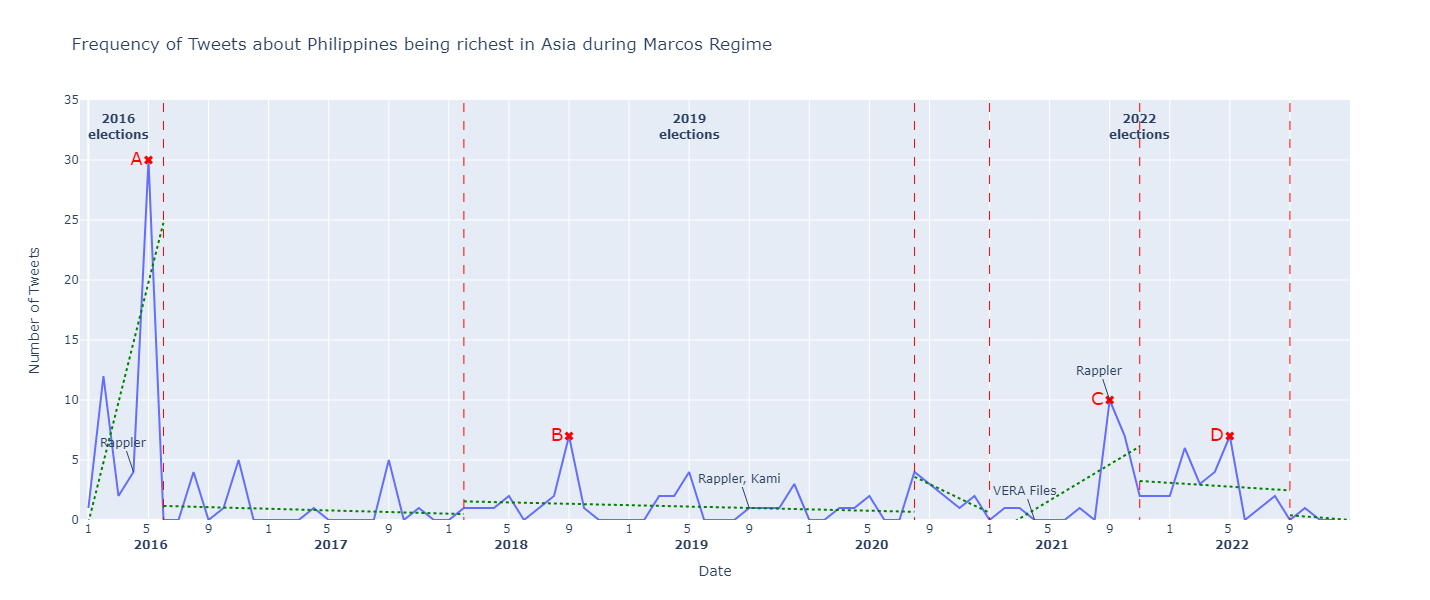 Frequency of Tweets about Philippines being richest in Asia during Marcos Regime
35
30
25
20
15
10
5
0
Number of Tweets
2016
elections
2019
elections
2022
elections
A
B
C
D
Rappler
Rappler, Kami
VERA Files
Rappler
1 5 9 1 5 9 1 5 9 1 5 9 1 5 9 1 5 9 1 5 9
2016 2017 2018 2019 2020 2021 2022
Date